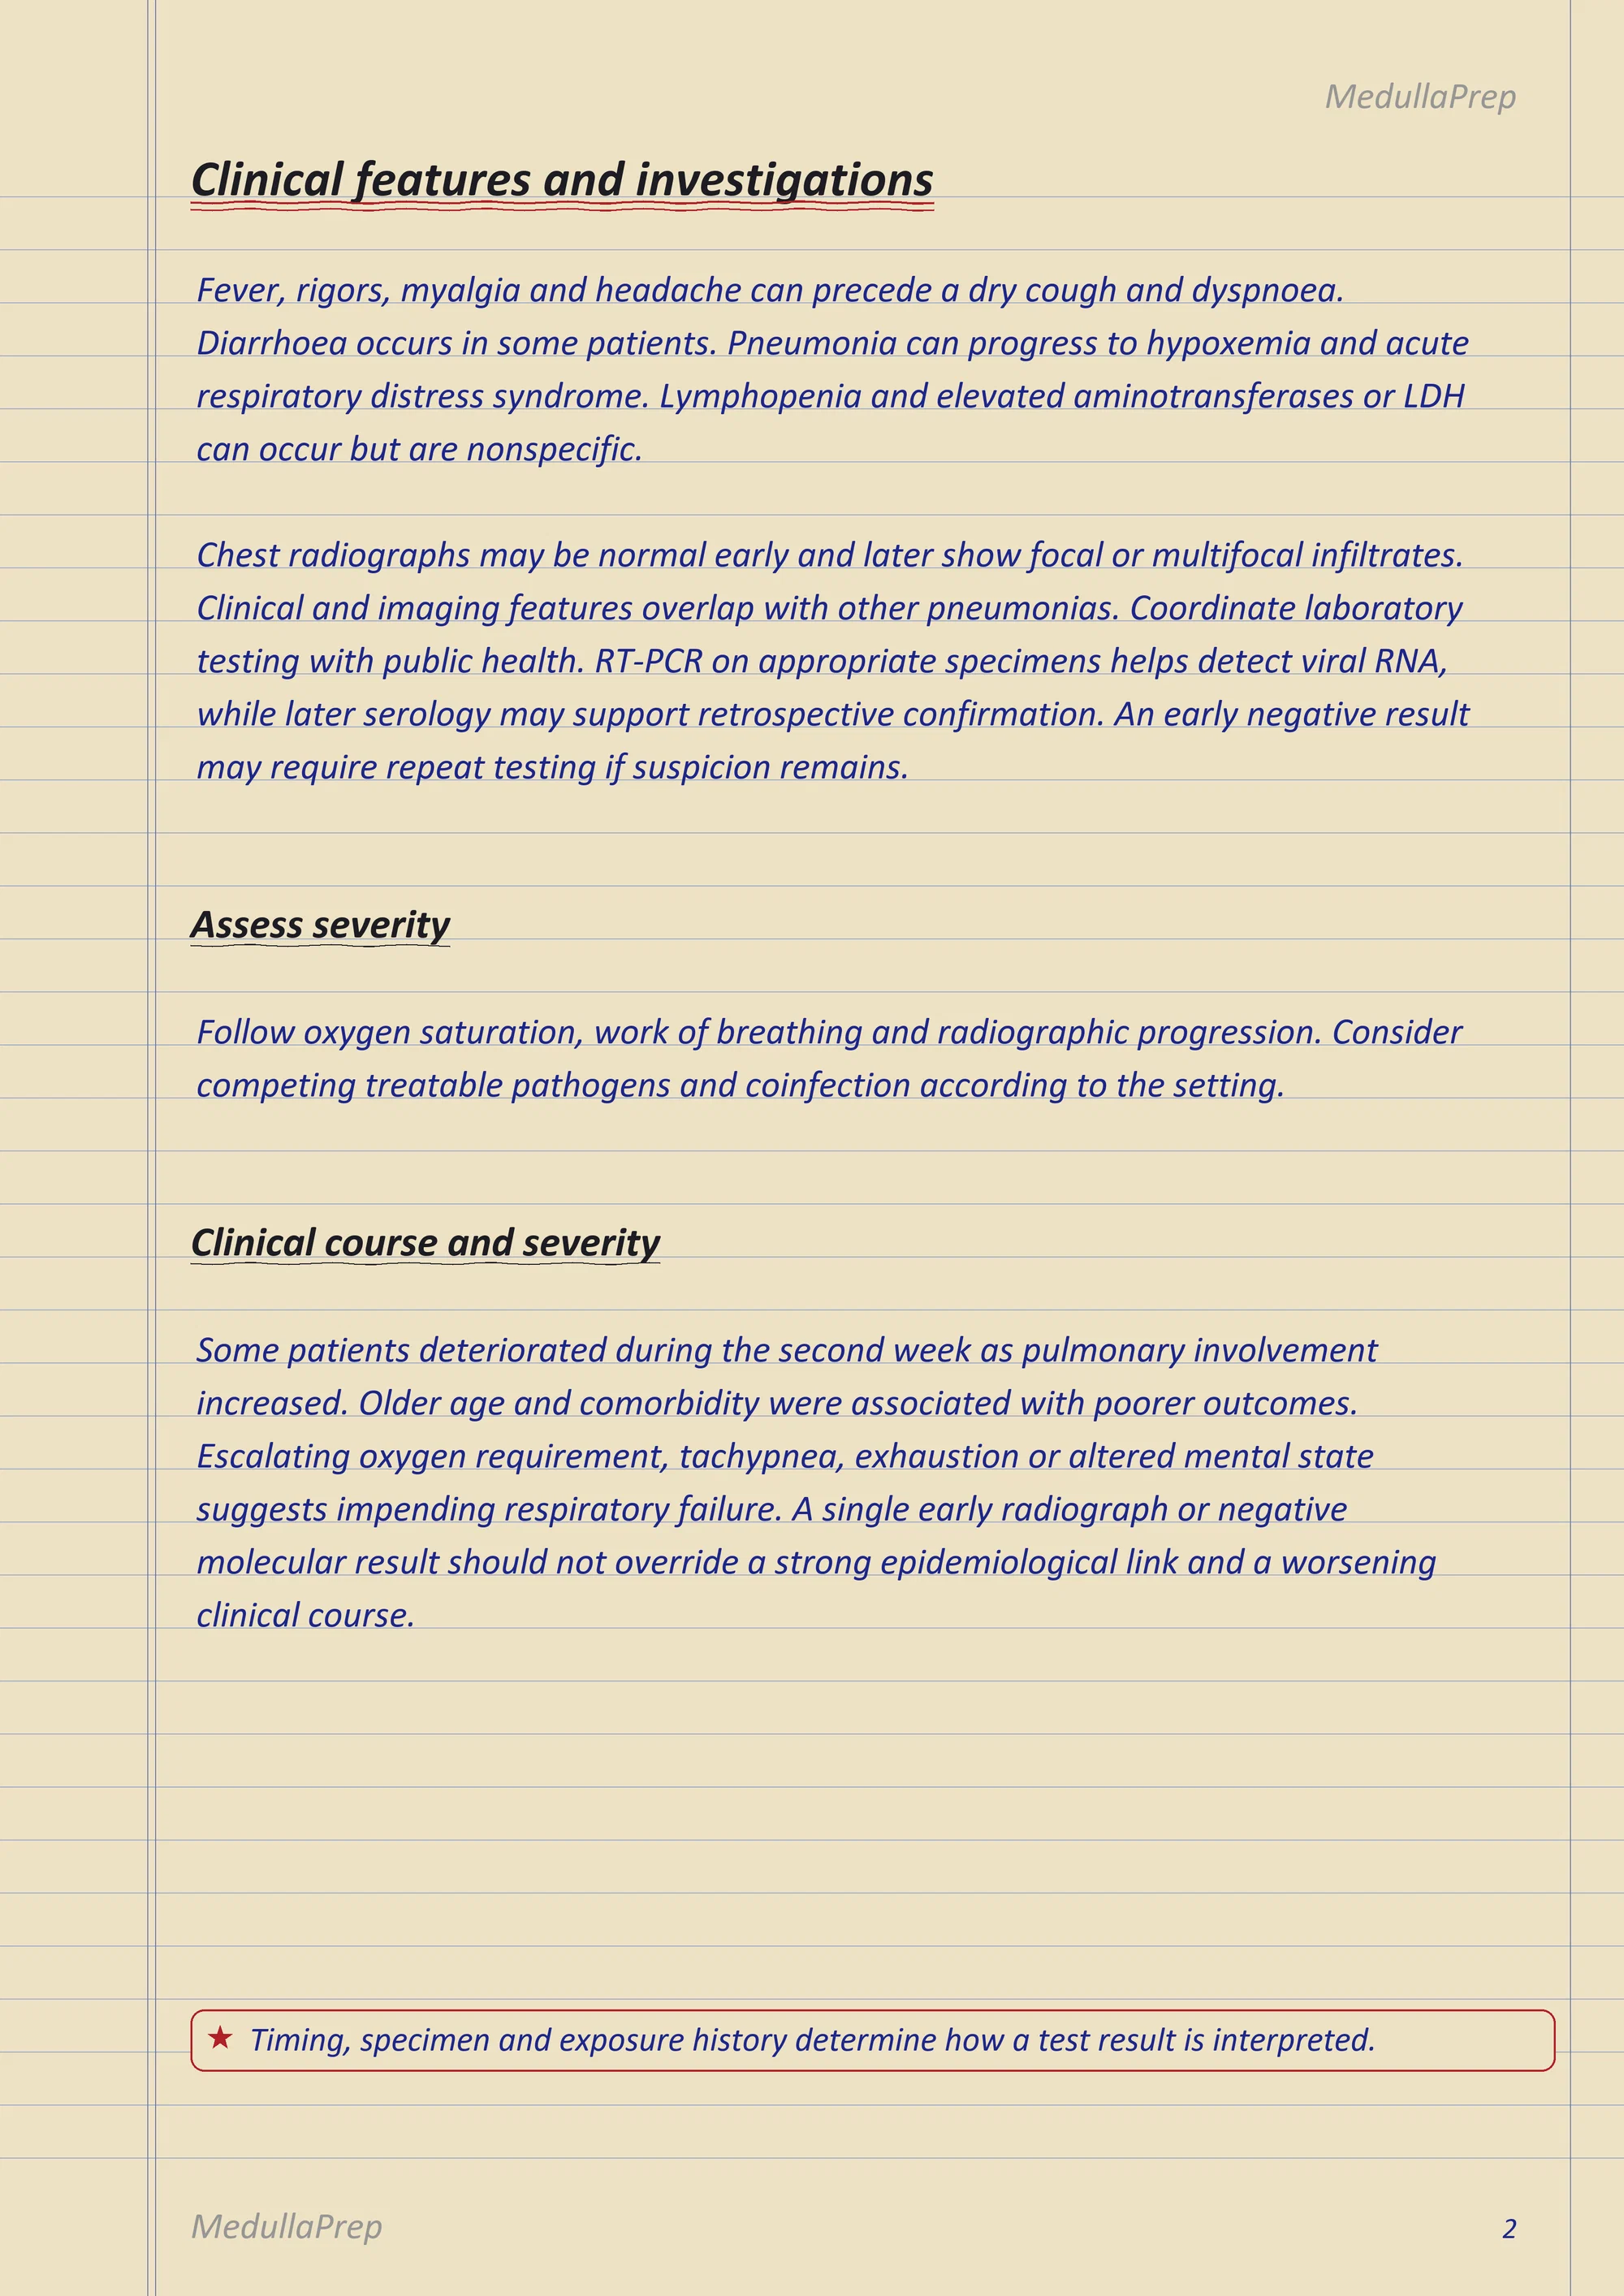 MedullaPrep
Clinical features and investigations
Fever, rigors, myalgia and headache can precede a dry cough and dyspnoea.
Diarrhoea occurs in some patients. Pneumonia can progress to hypoxemia and acute
respiratory distress syndrome. Lymphopenia and elevated aminotransferases or LDH
can occur but are nonspecific.
Chest radiographs may be normal early and later show focal or multifocal infiltrates.
Clinical and imaging features overlap with other pneumonias. Coordinate laboratory
testing with public health. RT-PCR on appropriate specimens helps detect viral RNA,
while later serology may support retrospective confirmation. An early negative result
may require repeat testing if suspicion remains.
Assess severity
Follow oxygen saturation, work of breathing and radiographic progression. Consider
competing treatable pathogens and coinfection according to the setting.
Clinical course and severity
Some patients deteriorated during the second week as pulmonary involvement
increased. Older age and comorbidity were associated with poorer outcomes.
Escalating oxygen requirement, tachypnea, exhaustion or altered mental state
suggests impending respiratory failure. A single early radiograph or negative
molecular result should not override a strong epidemiological link and a worsening
clinical course.
★ Timing, specimen and exposure history determine how a test result is interpreted.
MedullaPrep
2